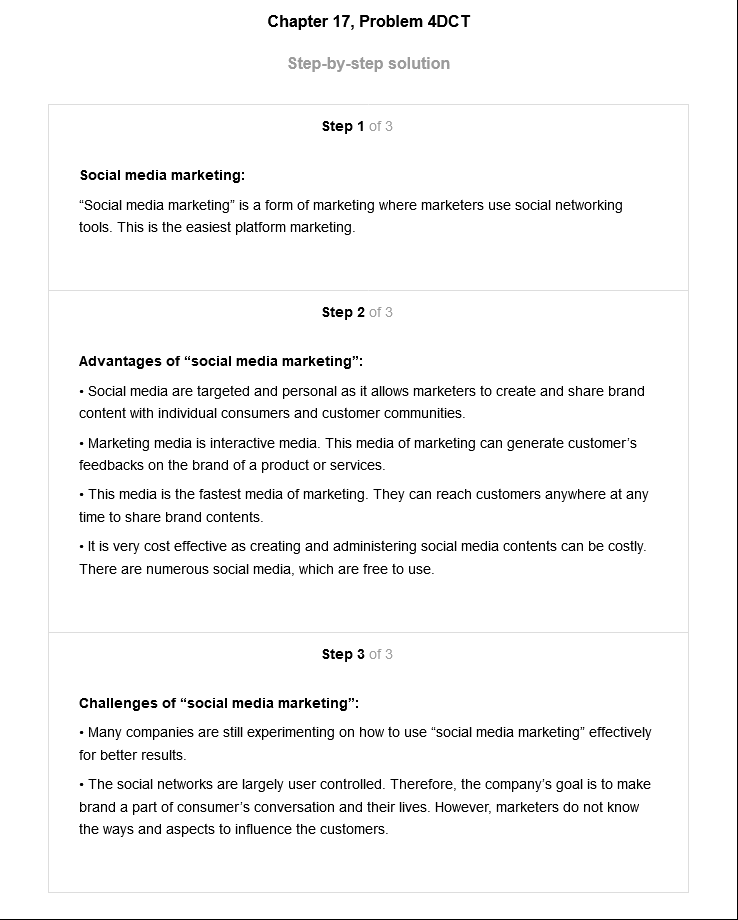 Chapter 17, Problem 4DCT
Step-by-step solution
Step 1 of 3
Social media marketing:
“Social media marketing” is a form of marketing where marketers use social networking
tools. This is the easiest platform marketing.
Step 2 of 3
Advantages of “social media marketing”:
• Social media are targeted and personal as it allows marketers to create and share brand
content with individual consumers and customer communities.
• Marketing media is interactive media. This media of marketing can generate customer’s
feedbacks on the brand of a product or services.
• This media is the fastest media of marketing. They can reach customers anywhere at any
time to share brand contents.
• It is very cost effective as creating and administering social media contents can be costly.
There are numerous social media, which are free to use.
Step 3 of 3
Challenges of “social media marketing”:
• Many companies are still experimenting on how to use “social media marketing” effectively
for better results.
• The social networks are largely user controlled. Therefore, the company’s goal is to make
brand a part of consumer’s conversation and their lives. However, marketers do not know
the ways and aspects to influence the customers.